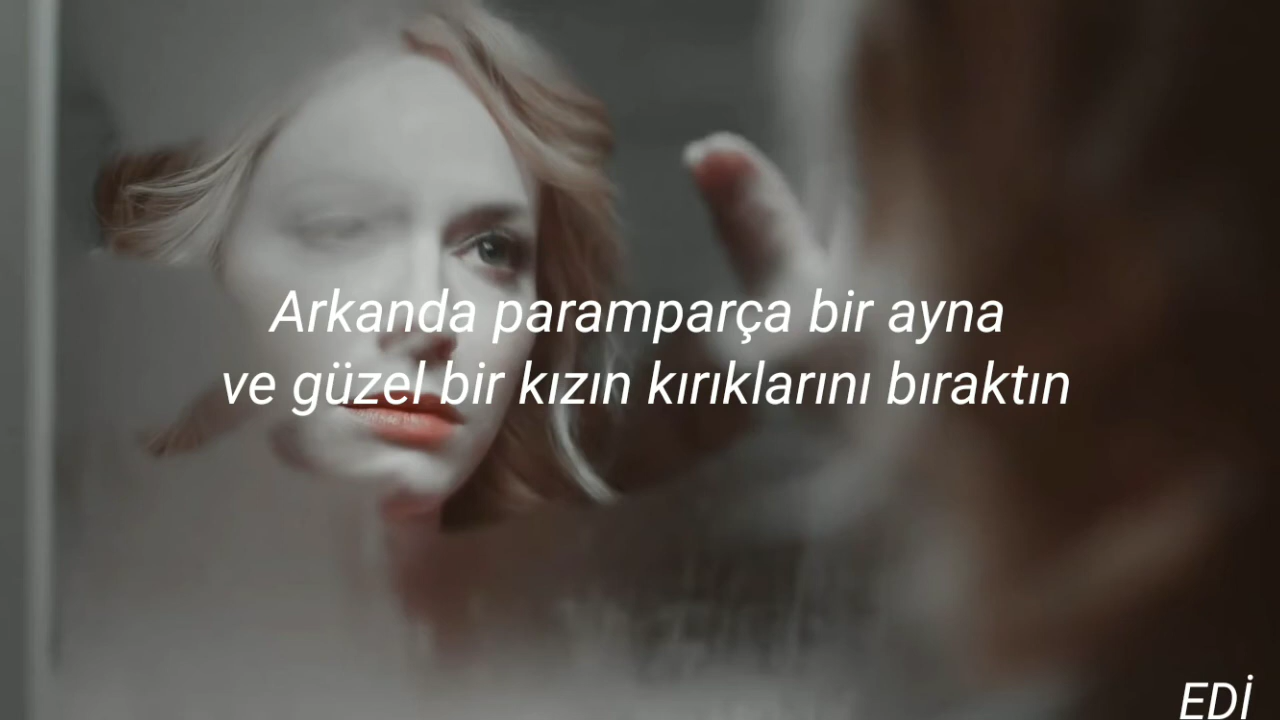 Arkanda paramparça bir ayna
ve güzel bir kızın kırıklarını bıraktın
EDİ